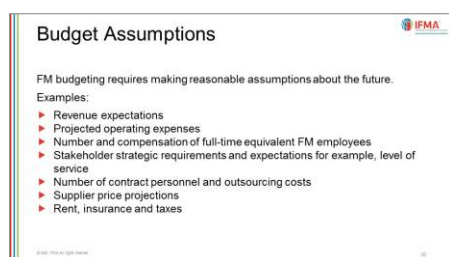 IFMA
Budget Assumptions
FM budgeting requires making reasonable assumptions about the future.
Examples:
Revenue expectations
Projected operating expenses
Number and compensation of full-time equivalent FM employees
Stakeholder strategic requirements and expectations for example, level of
service
Number of contract personnel and outsourcing costs
Supplier price projections
Rent, insurance and taxes